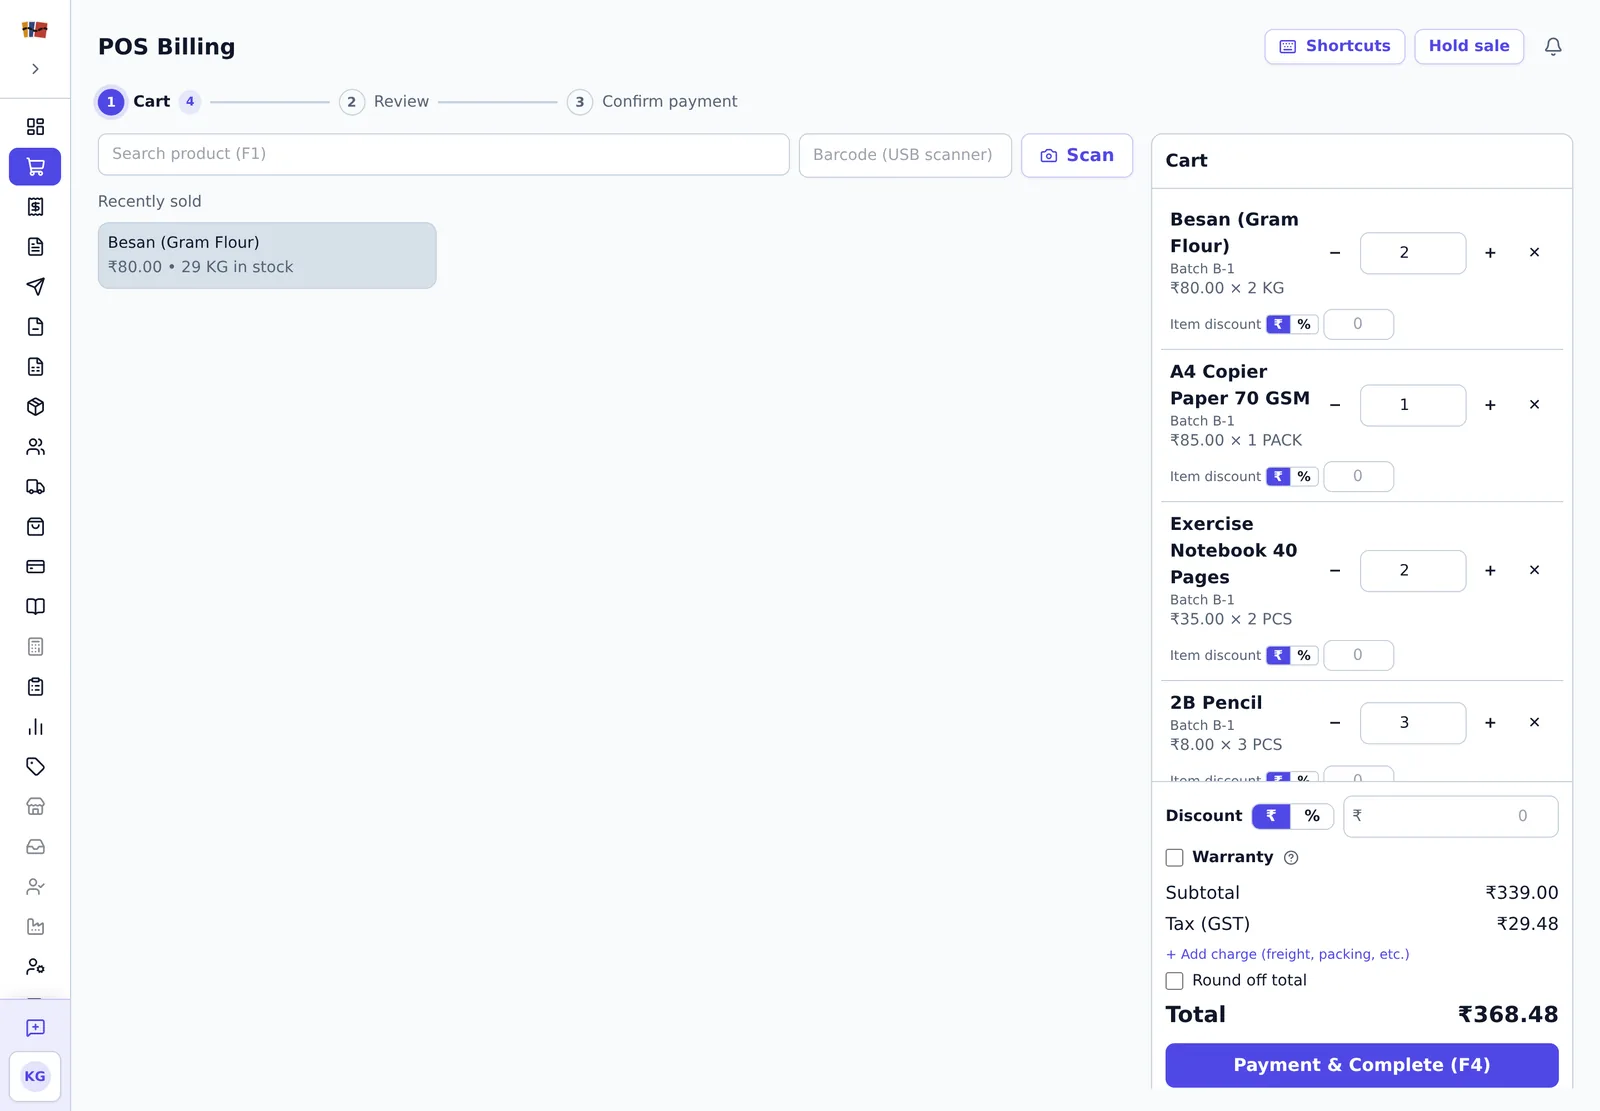 POS Billing
Shortcuts
Hold sale
1 Cart 4
2 Review
3 Confirm payment
Search product (F1)
Barcode (USB scanner)
Scan
Recently sold
Besan (Gram Flour)
₹80.00 • 29 KG in stock
Cart
Besan (Gram
Flour)
Batch B-1
₹80.00 × 2 KG
− 2 + ×
Item discount ₹ % 0
A4 Copier
Paper 70 GSM
Batch B-1
₹85.00 × 1 PACK
− 1 + ×
Item discount ₹ % 0
Exercise
Notebook 40
Pages
Batch B-1
₹35.00 × 2 PCS
− 2 + ×
Item discount ₹ % 0
2B Pencil
Batch B-1
₹8.00 × 3 PCS
− 3 + ×
Item discount ₹ % 0
Discount ₹ % ₹ 0
Warranty ?
Subtotal ₹339.00
Tax (GST) ₹29.48
+ Add charge (freight, packing, etc.)
Round off total
Total ₹368.48
Payment & Complete (F4)
KG